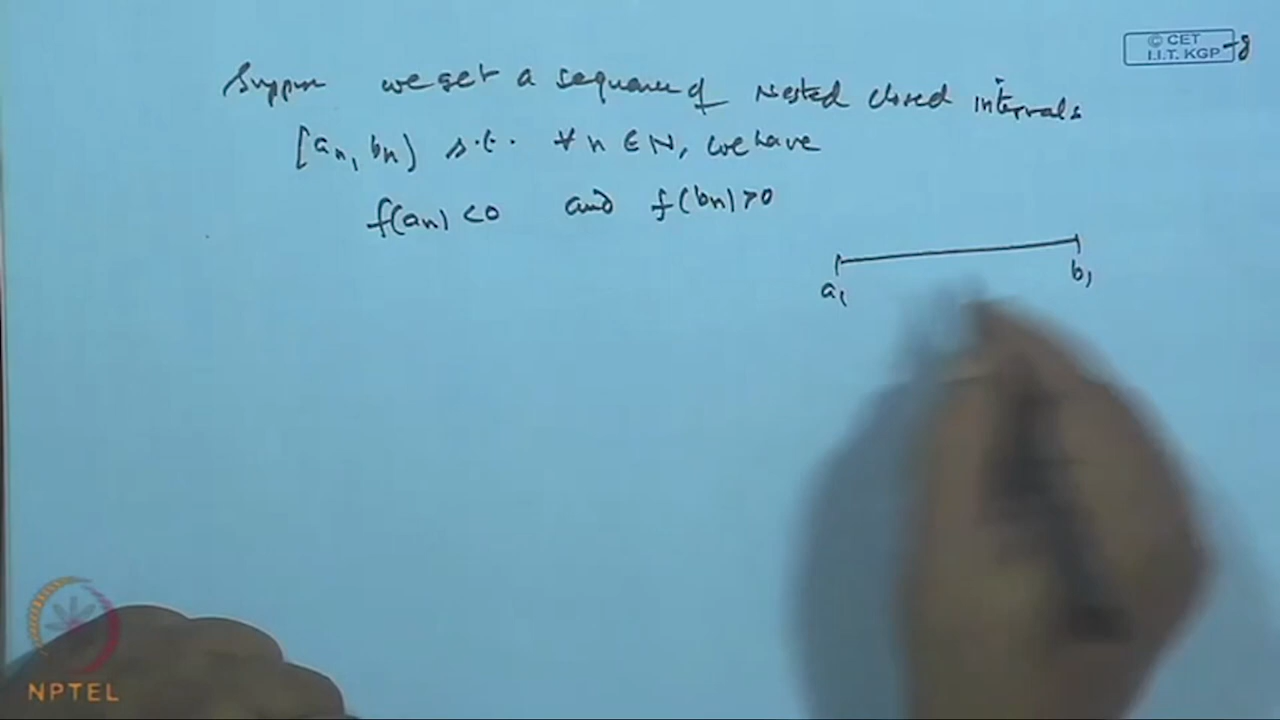 © CET
I.I.T. KGP -8
Suppose we get a sequence of Nested closed intervals
[an, bn] s.t. ∀ n ∈ N, we have
f(an) <0 and f(bn) >0
a1 b1
NPTEL